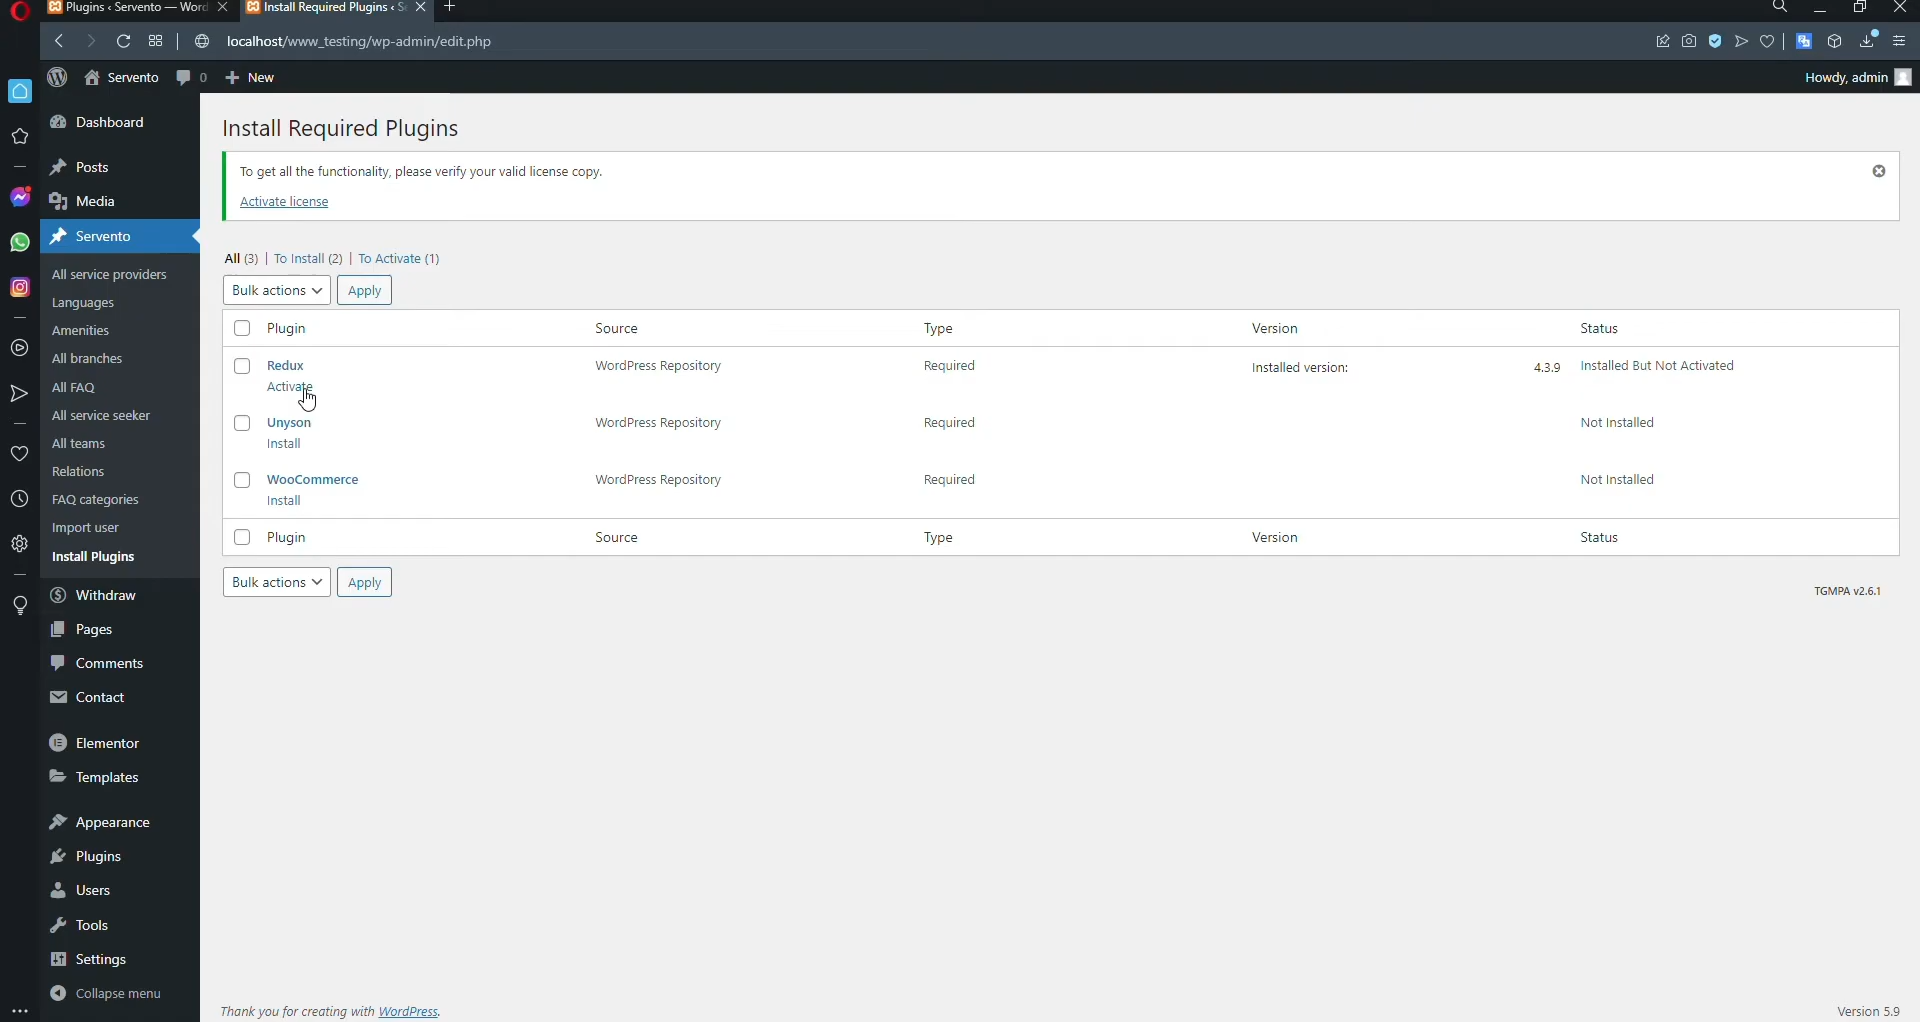 Plugins ‹ Servento — Word
Install Required Plugins ‹ S
localhost/www_testing/wp-admin/edit.php
Servento
0
New
Howdy, admin
Dashboard
Posts
Media
Servento
All service providers
Languages
Amenities
All branches
All FAQ
All service seeker
All teams
Relations
FAQ categories
Import user
Install Plugins
Withdraw
Pages
Comments
Contact
Elementor
Templates
Appearance
Plugins
Users
Tools
Settings
Collapse menu
Install Required Plugins
To get all the functionality, please verify your valid license copy.
Activate license
All (3) | To Install (2) | To Activate (1)
Bulk actions Apply
Plugin Source Type Version Status
Redux WordPress Repository Required Installed version: 4.3.9 Installed But Not Activated
Activate
Unyson WordPress Repository Required Not Installed
Install
WooCommerce WordPress Repository Required Not Installed
Install
Plugin Source Type Version Status
Bulk actions Apply
TGMPA v2.6.1
Thank you for creating with WordPress.
Version 5.9